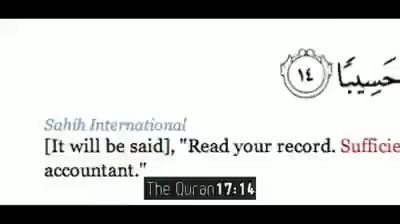 حَسِيبًا ١٤
Sahih International
[It will be said], "Read your record. Sufficie
accountant."
The Quran 17:14